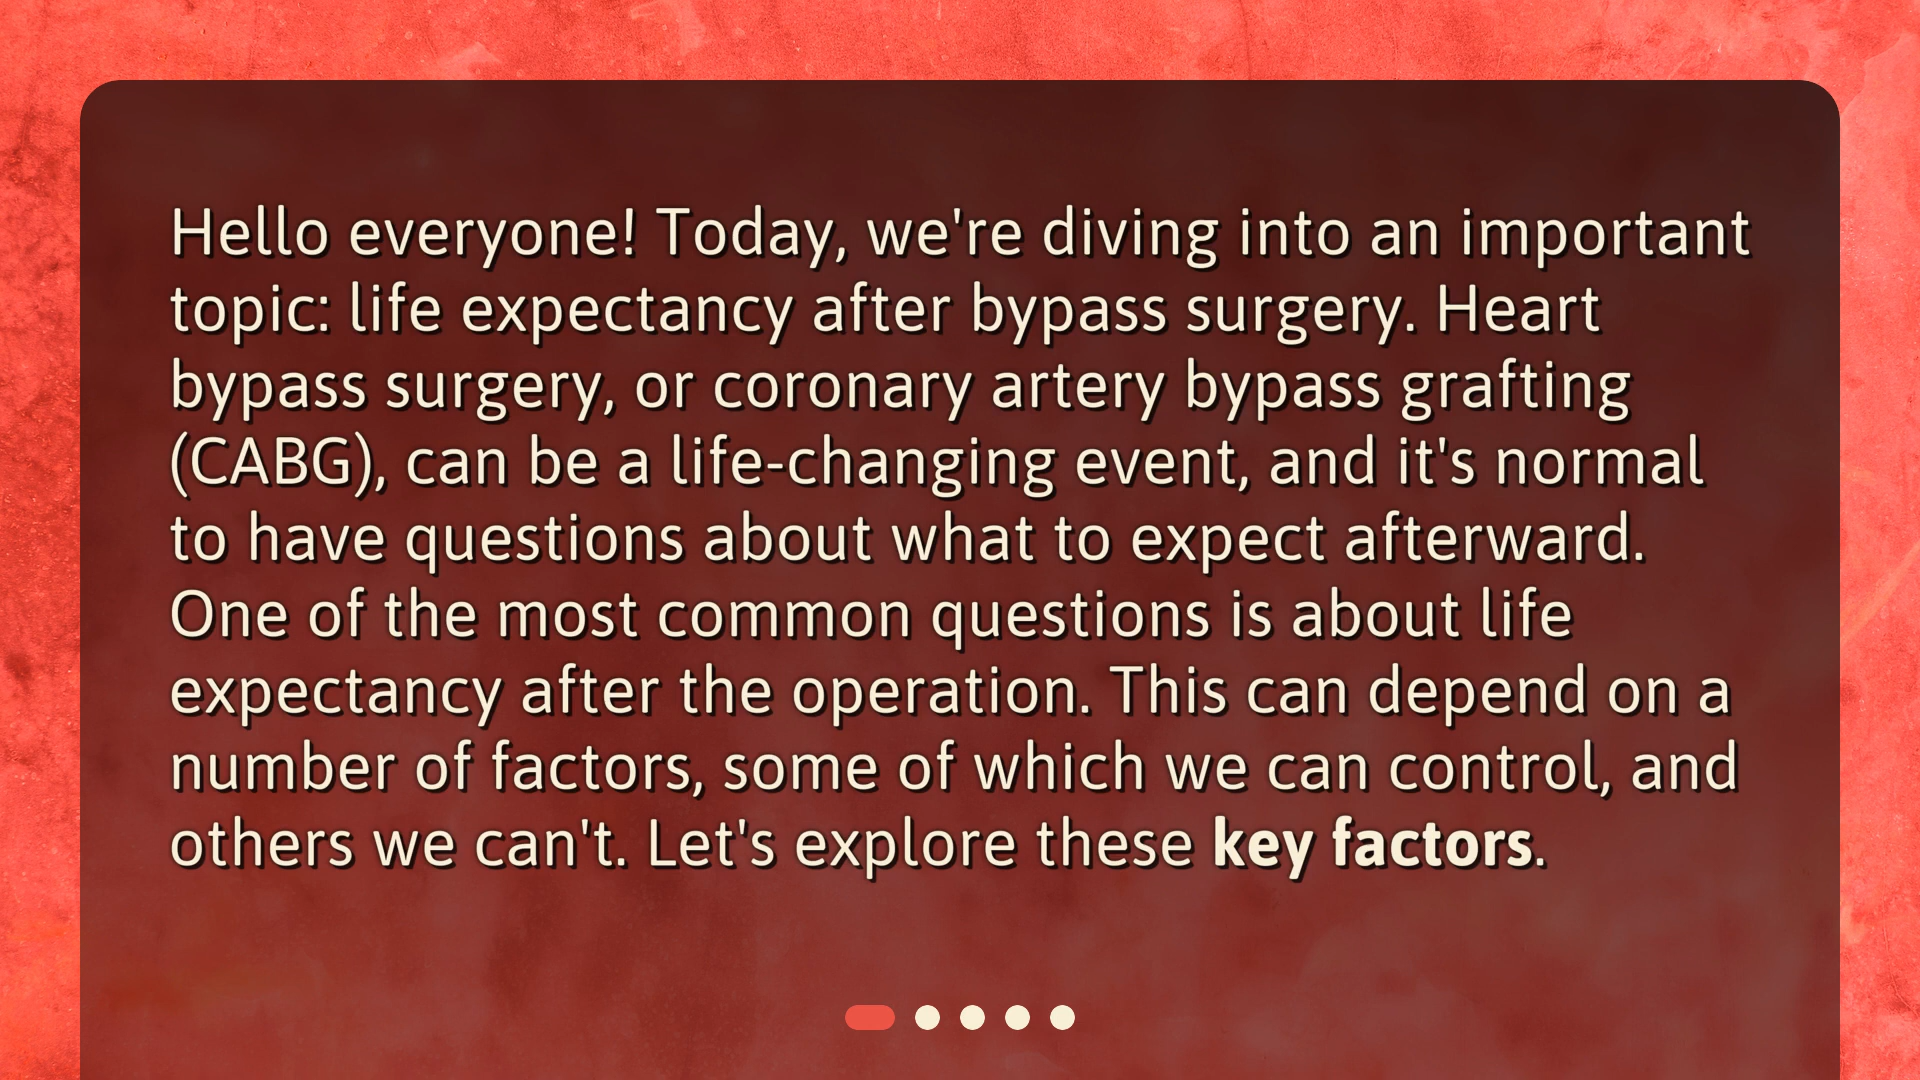 Hello everyone! Today, we're diving into an important
topic: life expectancy after bypass surgery. Heart
bypass surgery, or coronary artery bypass grafting
(CABG), can be a life-changing event, and it's normal
to have questions about what to expect afterward.
One of the most common questions is about life
expectancy after the operation. This can depend on a
number of factors, some of which we can control, and
others we can't. Let's explore these key factors.